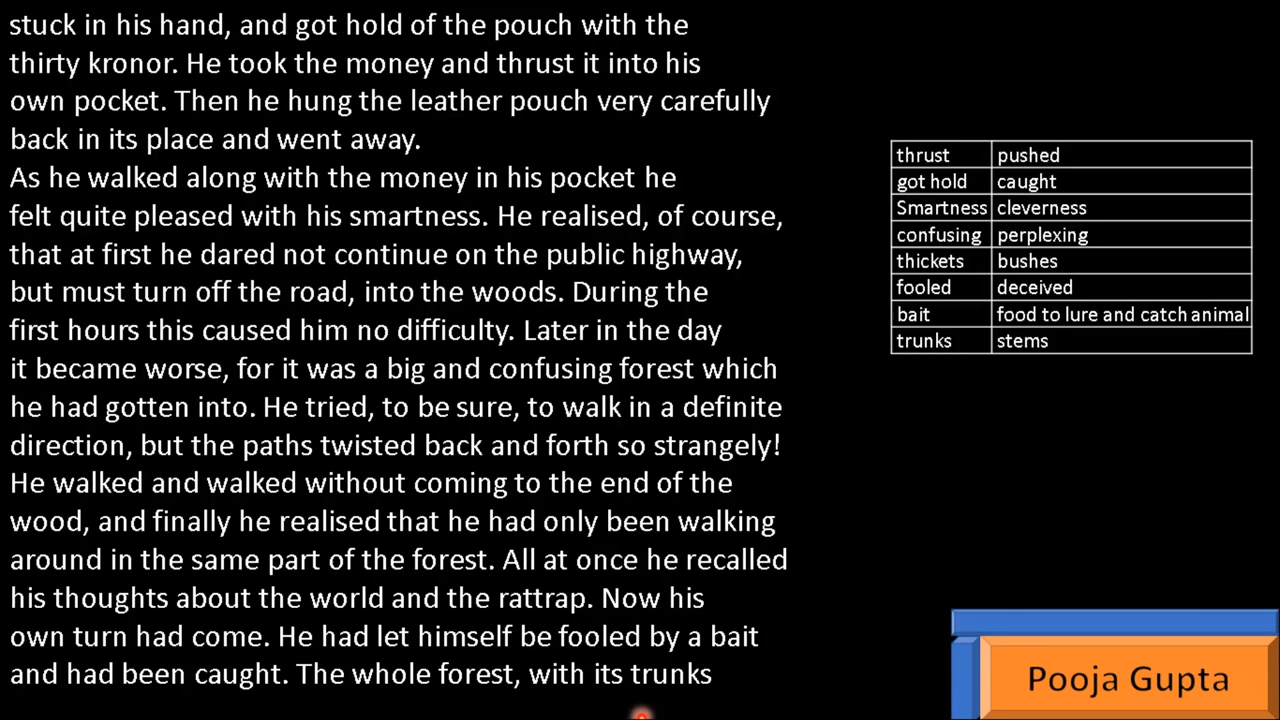 stuck in his hand, and got hold of the pouch with the
thirty kronor. He took the money and thrust it into his
own pocket. Then he hung the leather pouch very carefully
back in its place and went away.
As he walked along with the money in his pocket he
felt quite pleased with his smartness. He realised, of course,
that at first he dared not continue on the public highway,
but must turn off the road, into the woods. During the
first hours this caused him no difficulty. Later in the day
it became worse, for it was a big and confusing forest which
he had gotten into. He tried, to be sure, to walk in a definite
direction, but the paths twisted back and forth so strangely!
He walked and walked without coming to the end of the
wood, and finally he realised that he had only been walking
around in the same part of the forest. All at once he recalled
his thoughts about the world and the rattrap. Now his
own turn had come. He had let himself be fooled by a bait
and had been caught. The whole forest, with its trunks
thrust pushed
got hold caught
Smartness cleverness
confusing perplexing
thickets bushes
fooled deceived
bait food to lure and catch animal
trunks stems
Pooja Gupta